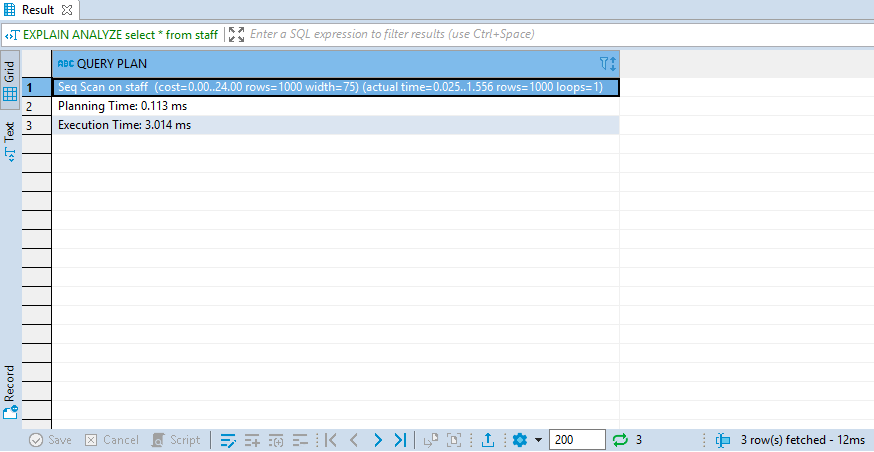 Result
EXPLAIN ANALYZE select * from staff
Enter a SQL expression to filter results (use Ctrl+Space)
Grid
Text
Record
ABC QUERY PLAN
1 Seq Scan on staff (cost=0.00..24.00 rows=1000 width=75) (actual time=0.025..1.556 rows=1000 loops=1)
2 Planning Time: 0.113 ms
3 Execution Time: 3.014 ms
Save Cancel Script 200 3 3 row(s) fetched - 12ms